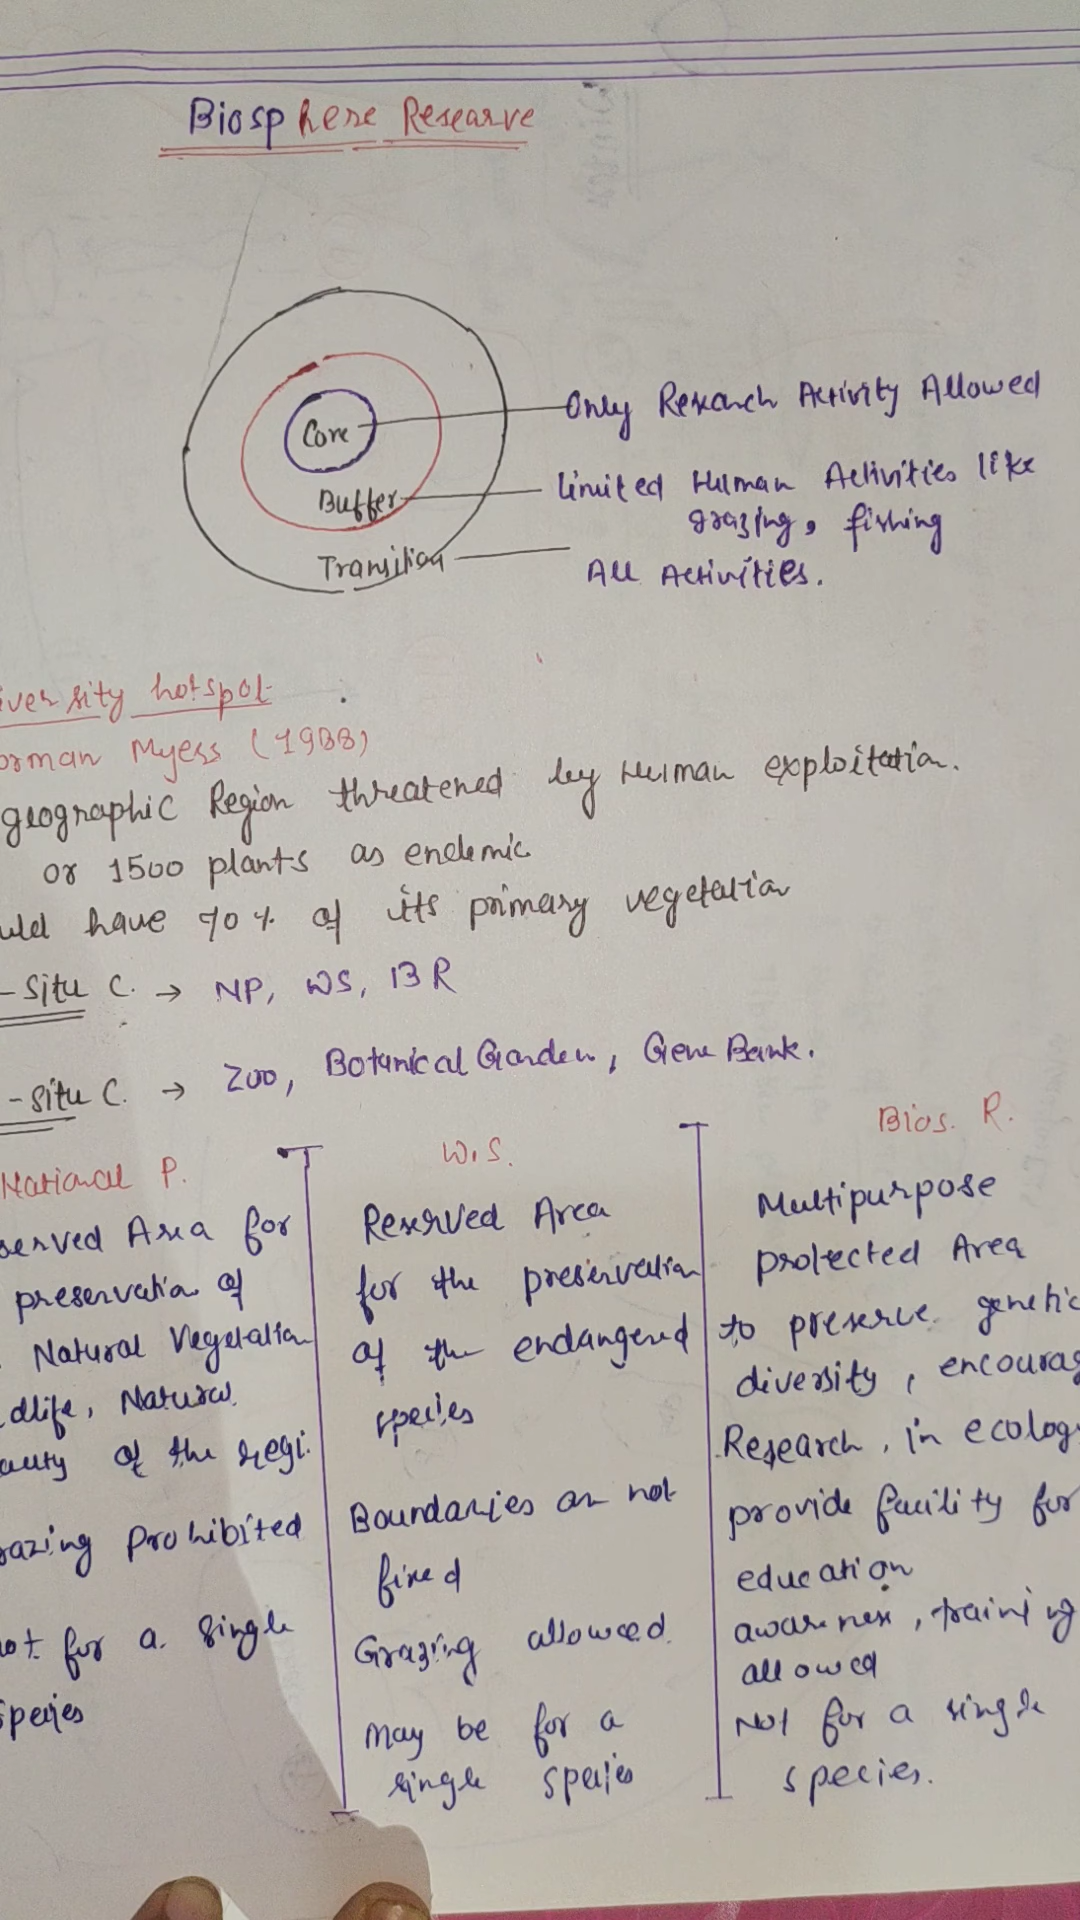 Biosphere Researve
Core
Only Research Activity Allowed
Buffer
Limited Human Activities like
grazing, fishing
Transition
All Activities.
iversity hotspot
orman Myess (1988)
geographic Region threatened by Human exploitation.
or 1500 plants as endemic
uld have 70% of its primary vegetation
-Situ C. → NP, WS, BR
-Situ C. → Zoo, Botanical Garden, Gene Bank.
National P.
served Area for
preservation of
Natural Vegetation
dlife, Natural
auty of the regi.
razing Prohibited
not for a single
species
W.S.
Reserved Area
for the preservation
of the endangered
species
Boundaries are not
fixed
Grazing allowed.
May be for a
single species
Bios. R.
Multipurpose
protected Area
to preserve genetic
diversity, encourag
Research, in ecolog
provide facility for
education
awareness, training
allowed
Not for a single
species.